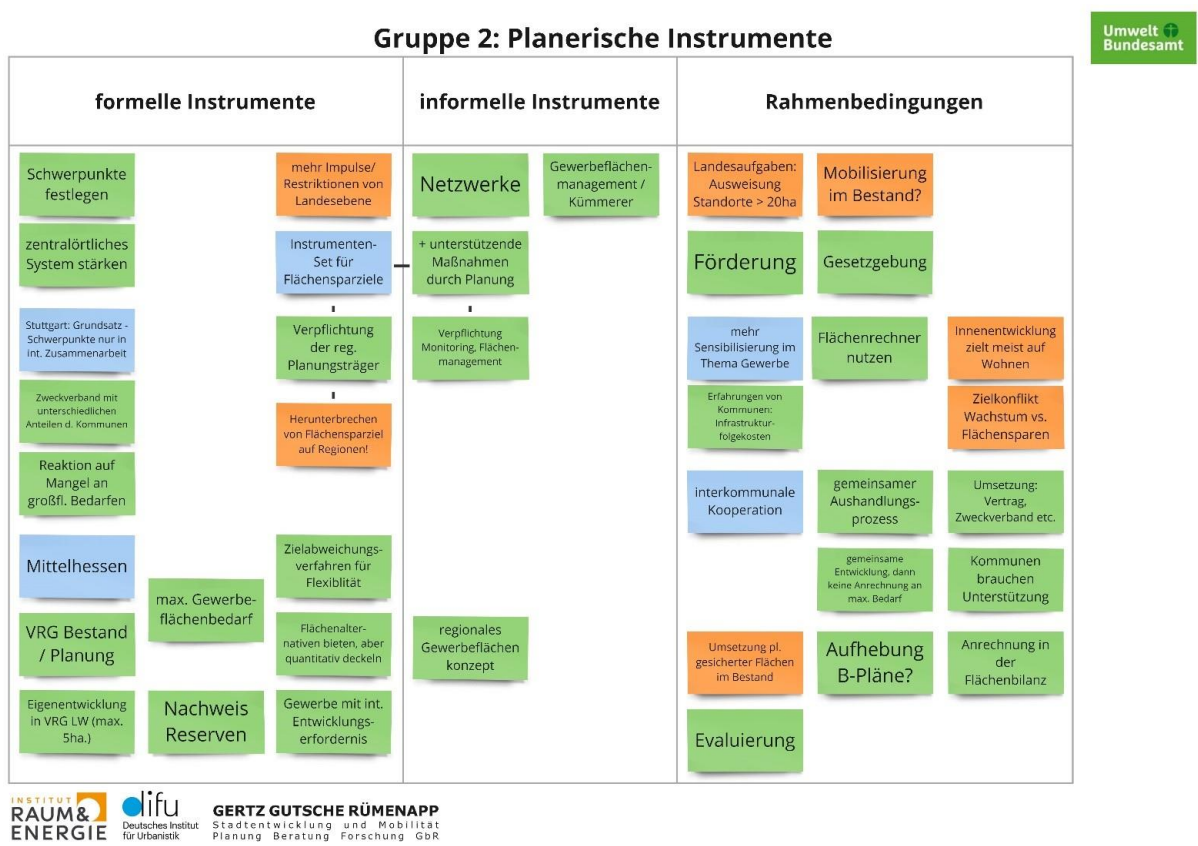 Gruppe 2: Planerische Instrumente
Umwelt
Bundesamt
formelle Instrumente
Schwerpunkte
festlegen
mehr Impulse/
Restriktionen von
Landesebene
zentralörtliches
System stärken
Instrumenten-
Set für
Flächensparziele
Stuttgart: Grundsatz -
Schwerpunkte nur in
int. Zusammenarbeit
Verpflichtung
der reg.
Planungsträger
Zweckverband mit
unterschiedlichen
Anteilen d. Kommunen
Herunterbrechen
von Flächensparziel
auf Regionen!
Reaktion auf
Mangel an
großfl. Bedarfen
Mittelhessen
max. Gewerbe-
flächenbedarf
Zielabweichungs-
verfahren für
Flexiblität
VRG Bestand
/ Planung
Flächenalter-
nativen bieten, aber
quantitativ deckeln
Eigenentwicklung
in VRG LW (max.
5ha.)
Nachweis
Reserven
Gewerbe mit int.
Entwicklungs-
erfordernis
informelle Instrumente
Netzwerke
Gewerbeflächen-
management /
Kümmerer
+ unterstützende
Maßnahmen
durch Planung
Verpflichtung
Monitoring, Flächen-
management
regionales
Gewerbeflächen
konzept
Rahmenbedingungen
Landesaufgaben:
Ausweisung
Standorte > 20ha
Mobilisierung
im Bestand?
Förderung
Gesetzgebung
mehr
Sensibilisierung im
Thema Gewerbe
Flächenrechner
nutzen
Innenentwicklung
zielt meist auf
Wohnen
Erfahrungen von
Kommunen:
Infrastruktur-
folgekosten
Zielkonflikt
Wachstum vs.
Flächensparen
interkommunale
Kooperation
gemeinsamer
Aushandlungs-
prozess
Umsetzung:
Vertrag,
Zweckverband etc.
gemeinsame
Entwicklung, dann
keine Anrechnung an
max. Bedarf
Kommunen
brauchen
Unterstützung
Umsetzung pl.
gesicherter Flächen
im Bestand
Aufhebung
B-Pläne?
Anrechnung in
der
Flächenbilanz
Evaluierung
INSTITUT
RAUM&
ENERGIE
difu
Deutsches Institut
für Urbanistik
GERTZ GUTSCHE RÜMENAPP
Stadtentwicklung und Mobilität
Planung Beratung Forschung GbR